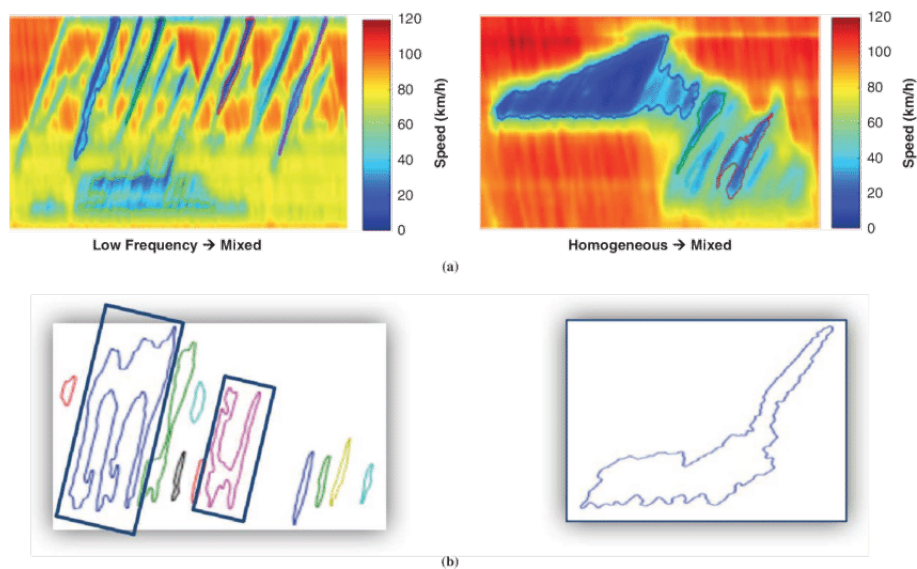 120
100
80
60
40
20
0
Speed (km/h)
120
100
80
60
40
20
0
Speed (km/h)
Low Frequency → Mixed
Homogeneous → Mixed
(a)
(b)